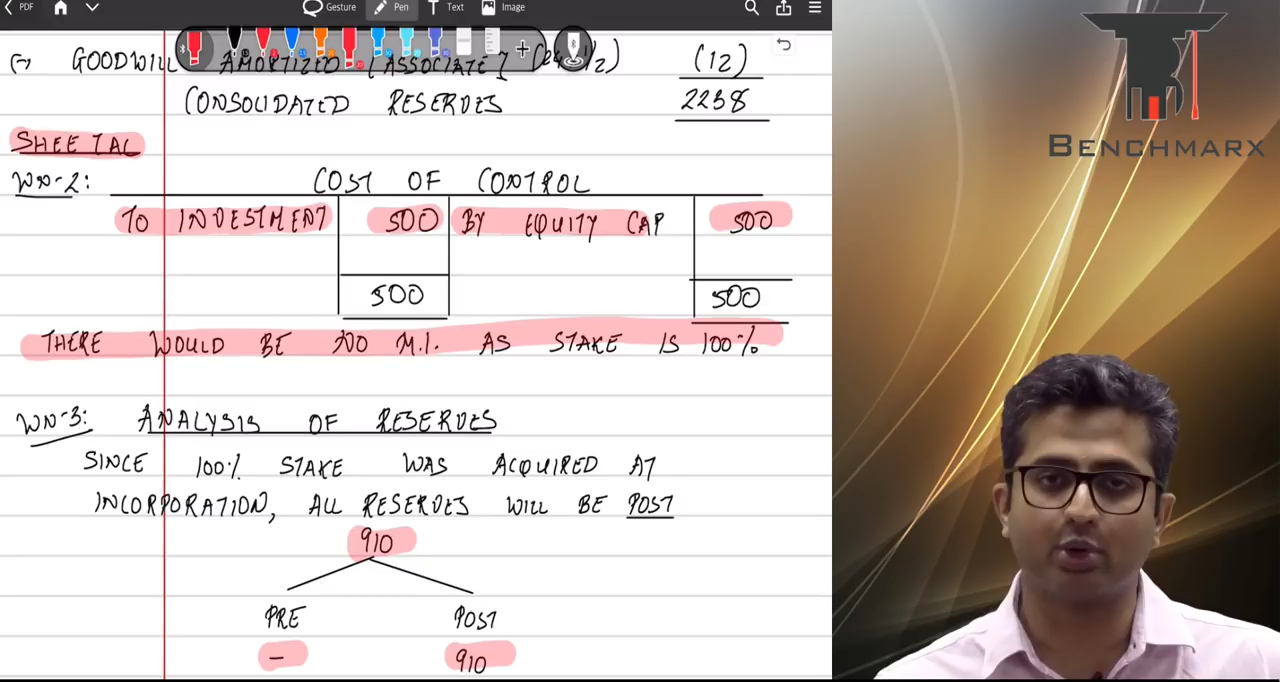 PDF
Gesture Pen Text Image
(-) GOODWILL AMORTIZED [ASSOCIATE] (12)
CONSOLIDATED RESERVES 2238
SHEETAL
WN-2: COST OF CONTROL
TO INVESTMENT 500 BY EQUITY CAP 500
500 500
THERE WOULD BE NO M.I. AS STAKE IS 100%
WN-3: ANALYSIS OF RESERVES
SINCE 100% STAKE WAS ACQUIRED AT
INCORPORATION, ALL RESERVES WILL BE POST
910
PRE POST
- 910
BENCHMARX